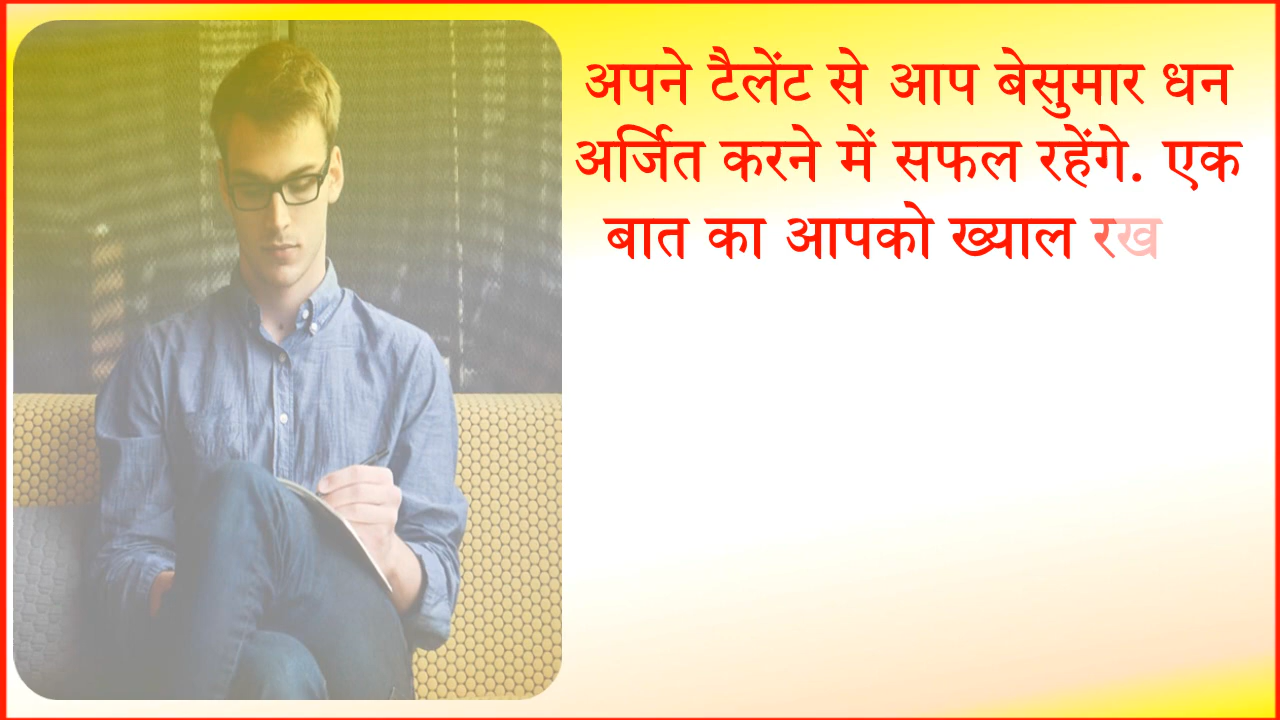 अपने टैलेंट से आप बेसुमार धन
अर्जित करने में सफल रहेंगे. एक
बात का आपको ख्याल रख